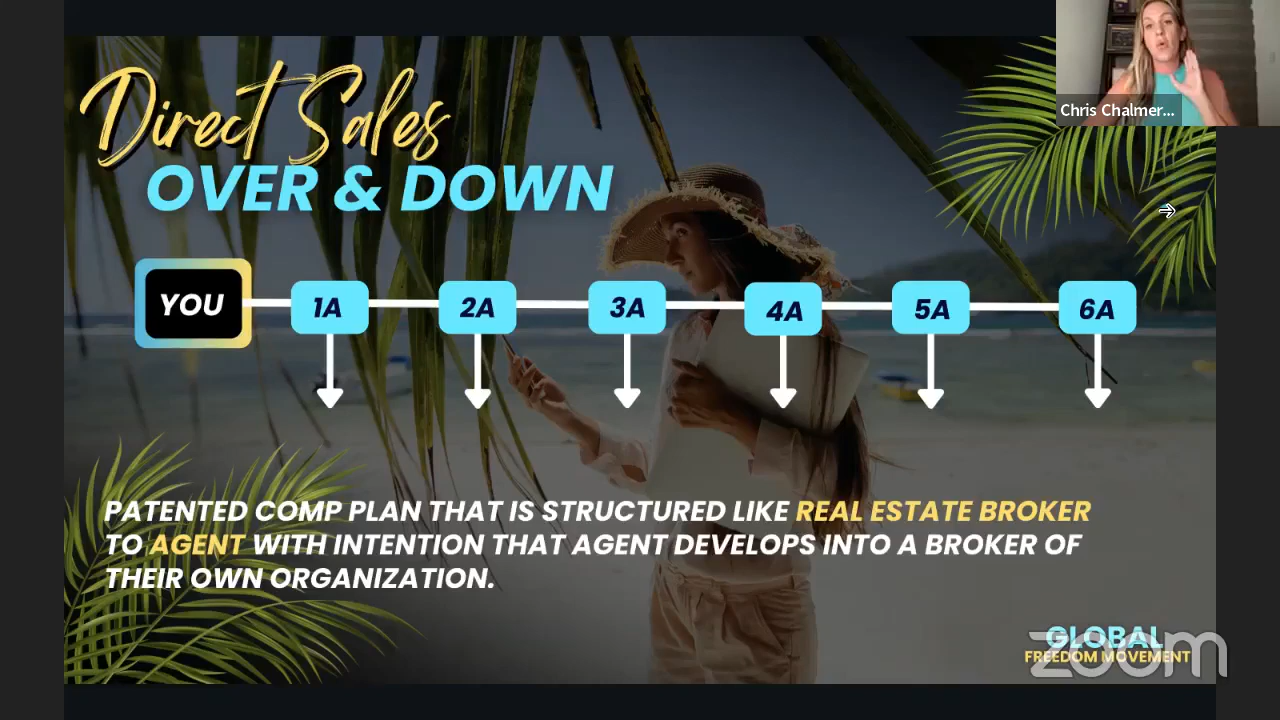 Chris Chalmer...
Direct Sales
OVER & DOWN
YOU
1A
2A
3A
4A
5A
6A
PATENTED COMP PLAN THAT IS STRUCTURED LIKE REAL ESTATE BROKER
TO AGENT WITH INTENTION THAT AGENT DEVELOPS INTO A BROKER OF
THEIR OWN ORGANIZATION.
GLOBAL
FREEDOM MOVEMENT
zoom